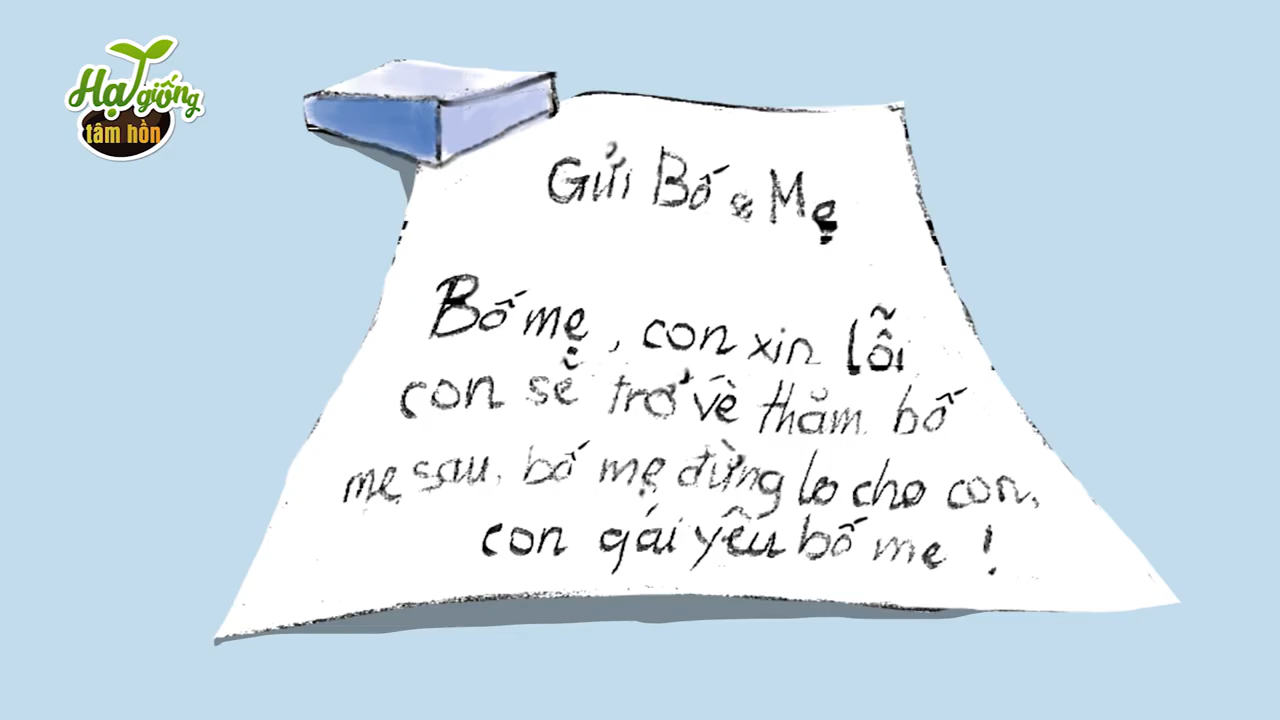 Hạt giống
tâm hồn
Gửi Bố & Mẹ
Bố mẹ, con xin lỗi
con sẽ trở về thăm bố
mẹ sau. bố mẹ đừng lo cho con,
con gái yêu bố mẹ !